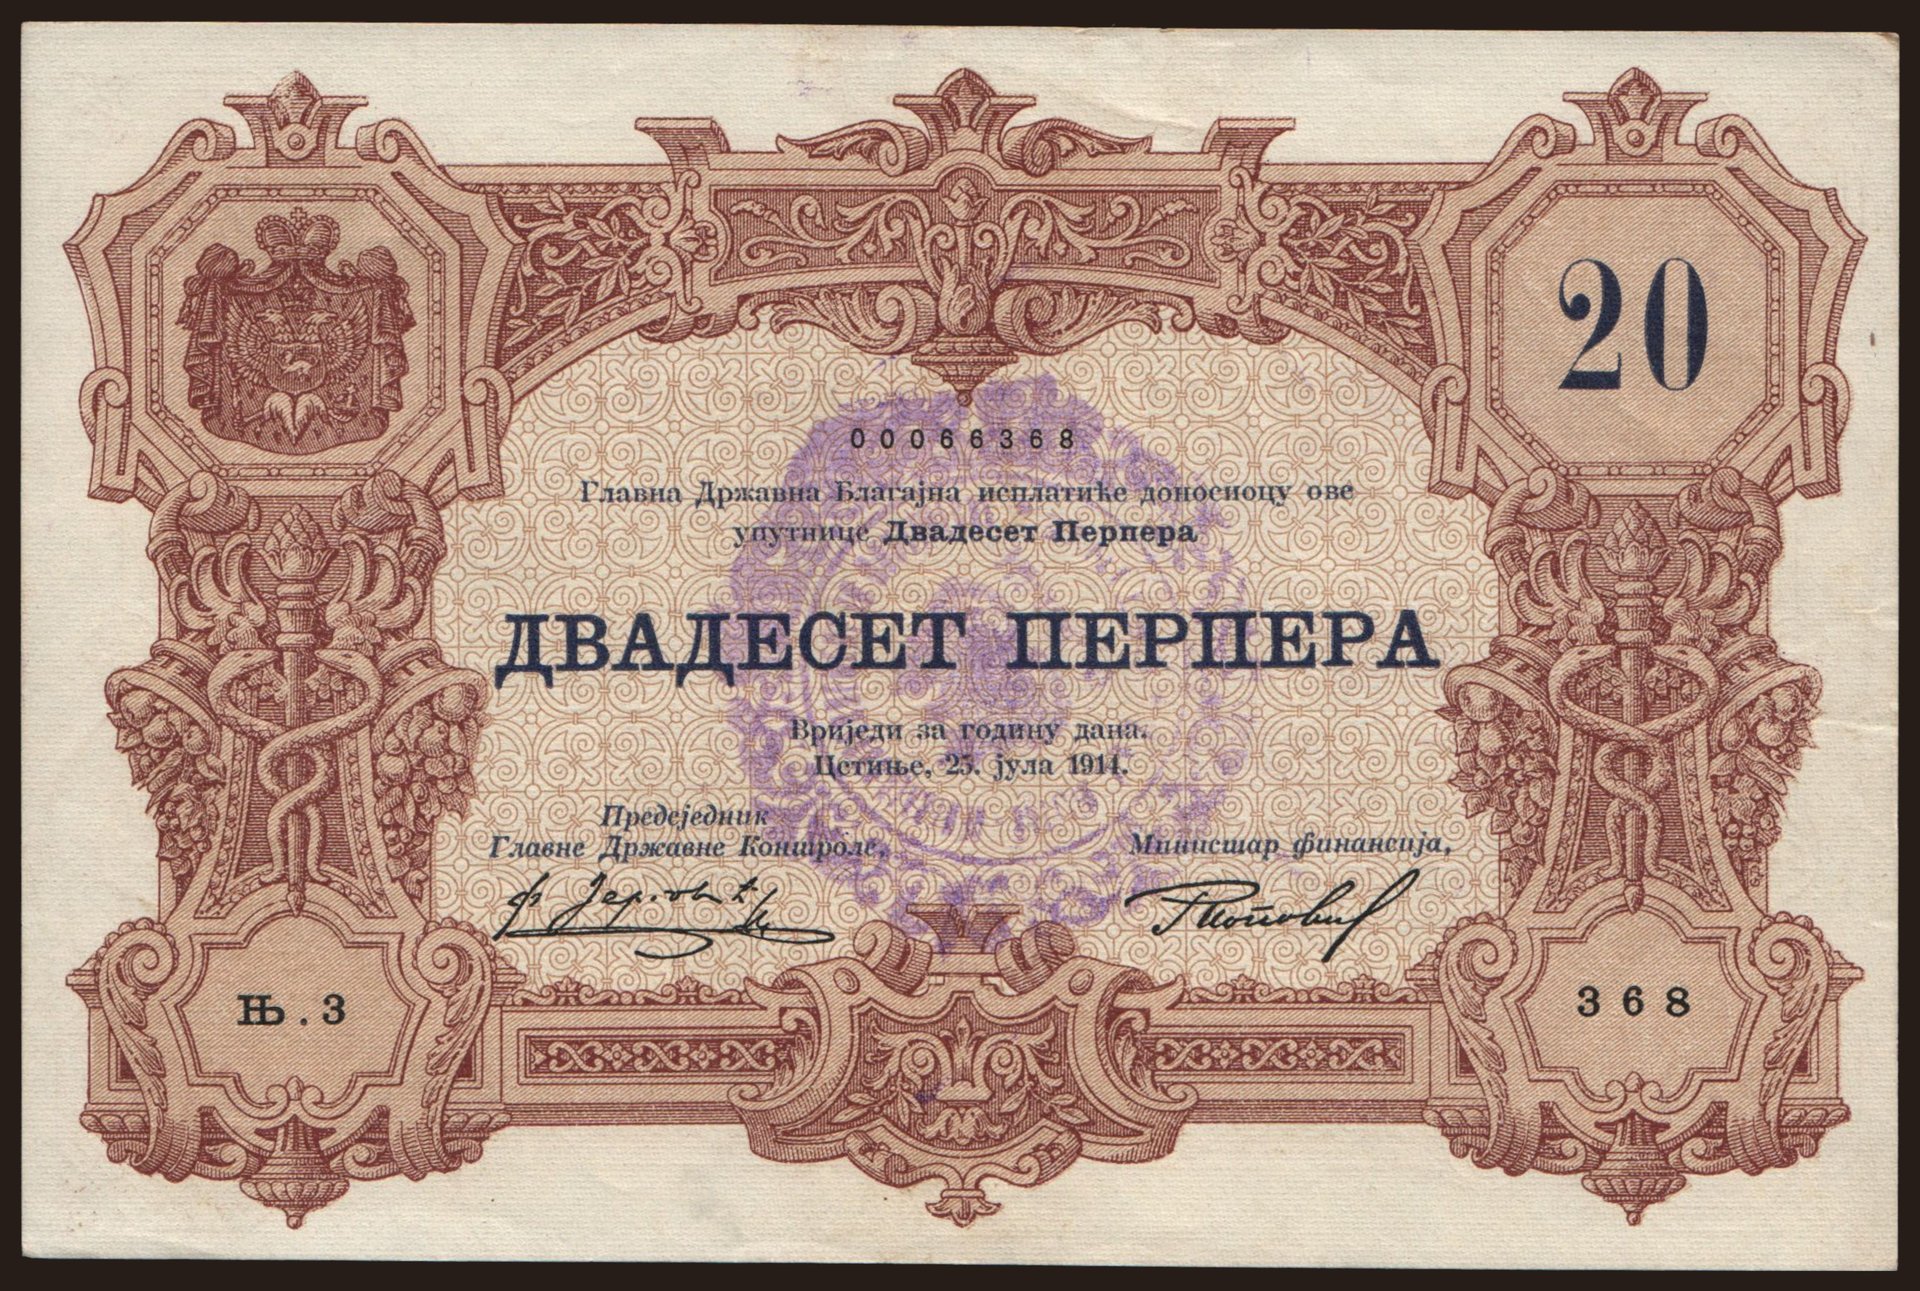 20
00066368
Главна Државна Благајна исплатиће доносиоцу ове
упутнице Двадесет Перпера
ДВАДЕСЕТ ПЕРПЕРА
Вриједи за годину дана.
Цетиње, 25. јула 1914.
Предсједник
Главне Државне Контроле,
Министар финансија,
Њ. 3
368